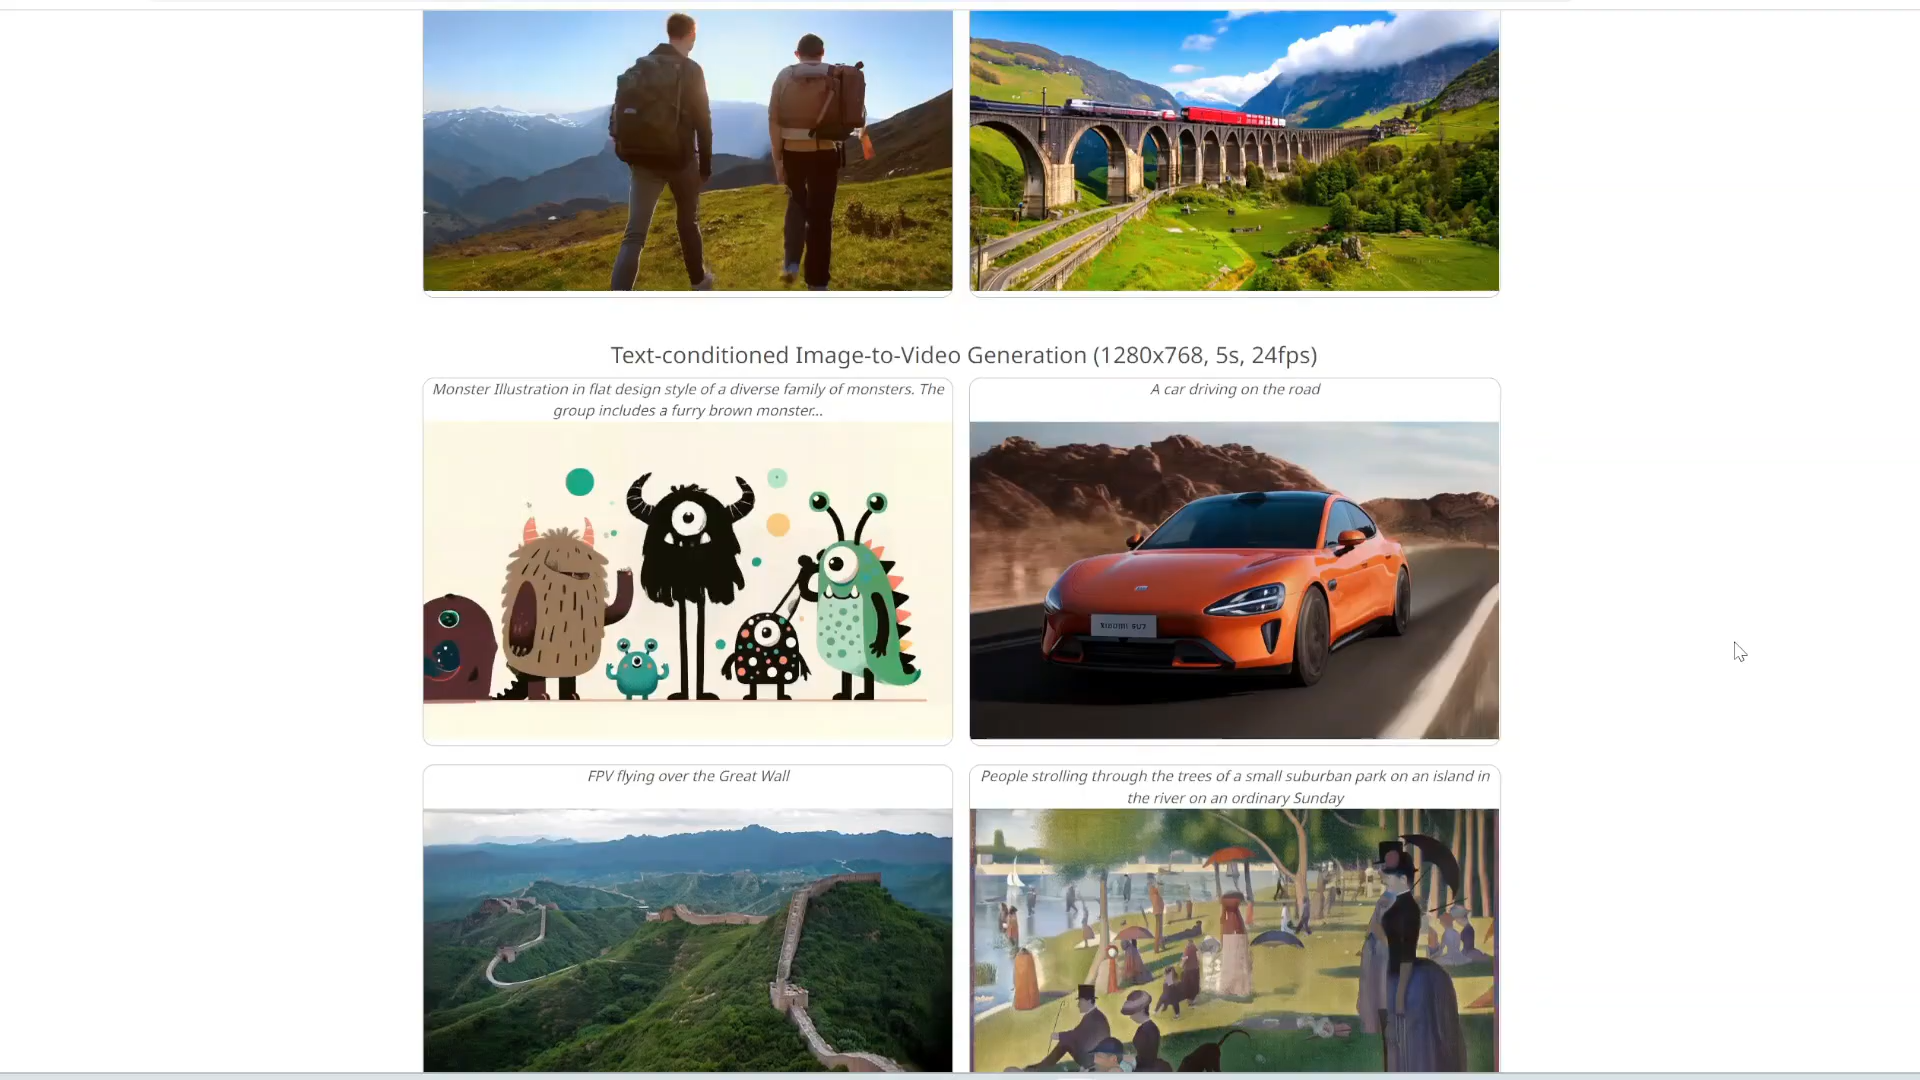 Text-conditioned Image-to-Video Generation (1280x768, 5s, 24fps)
Monster Illustration in flat design style of a diverse family of monsters. The
group includes a furry brown monster...
A car driving on the road
XIAOMI SU7
FPV flying over the Great Wall
People strolling through the trees of a small suburban park on an island in
the river on an ordinary Sunday